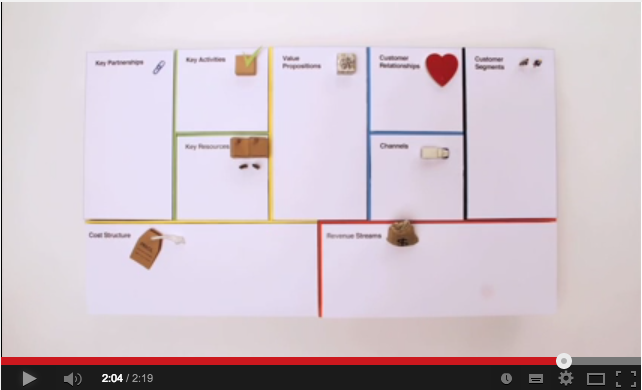 Key Partnerships
Key Activities
Value
Propositions
Customer
Relationships
Customer
Segments
Key Resources
Channels
Cost Structure
Revenue Streams
2:04 / 2:19